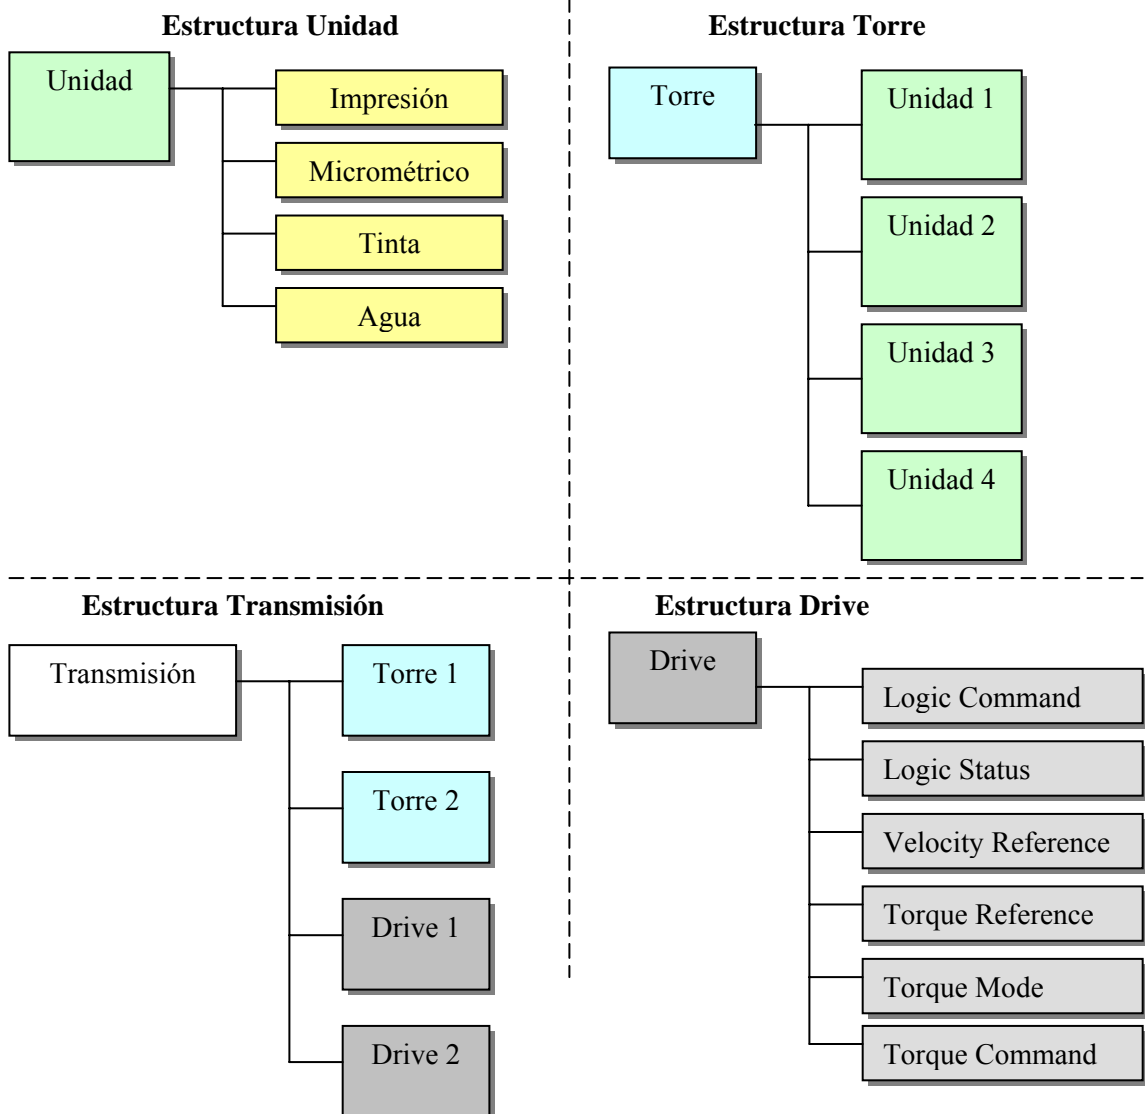 Estructura Unidad
Unidad
Impresión
Micrométrico
Tinta
Agua
Estructura Torre
Torre
Unidad 1
Unidad 2
Unidad 3
Unidad 4
Estructura Transmisión
Transmisión
Torre 1
Torre 2
Drive 1
Drive 2
Estructura Drive
Drive
Logic Command
Logic Status
Velocity Reference
Torque Reference
Torque Mode
Torque Command